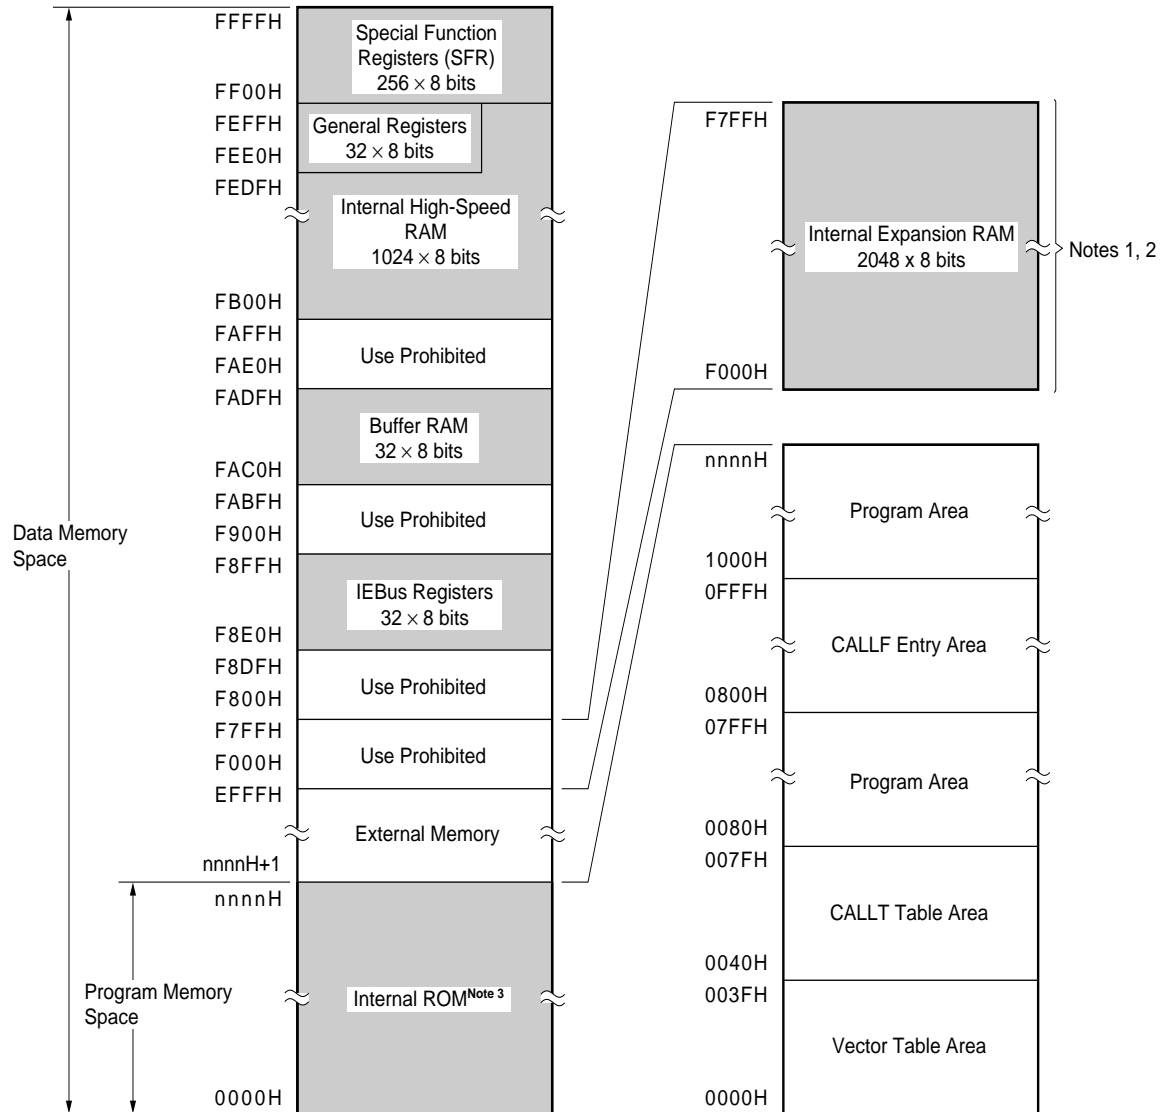 FFFFH
Special Function
Registers (SFR)
256 × 8 bits
FF00H
FEFFH
General Registers
32 × 8 bits
FEE0H
FEDFH
Internal High-Speed
RAM
1024 × 8 bits
FB00H
FAFFH
Use Prohibited
FAE0H
FADFH
Buffer RAM
32 × 8 bits
FAC0H
FABFH
Use Prohibited
F900H
F8FFH
IEBus Registers
32 × 8 bits
F8E0H
F8DFH
Use Prohibited
F800H
F7FFH
Use Prohibited
F000H
EFFFH
External Memory
nnnnH+1
nnnnH
Internal ROM Note 3
0000H
Data Memory
Space
Program Memory
Space
F7FFH
Internal Expansion RAM
2048 x 8 bits
Notes 1, 2
F000H
nnnnH
Program Area
1000H
0FFFH
CALLF Entry Area
0800H
07FFH
Program Area
0080H
007FH
CALLT Table Area
0040H
003FH
Vector Table Area
0000H